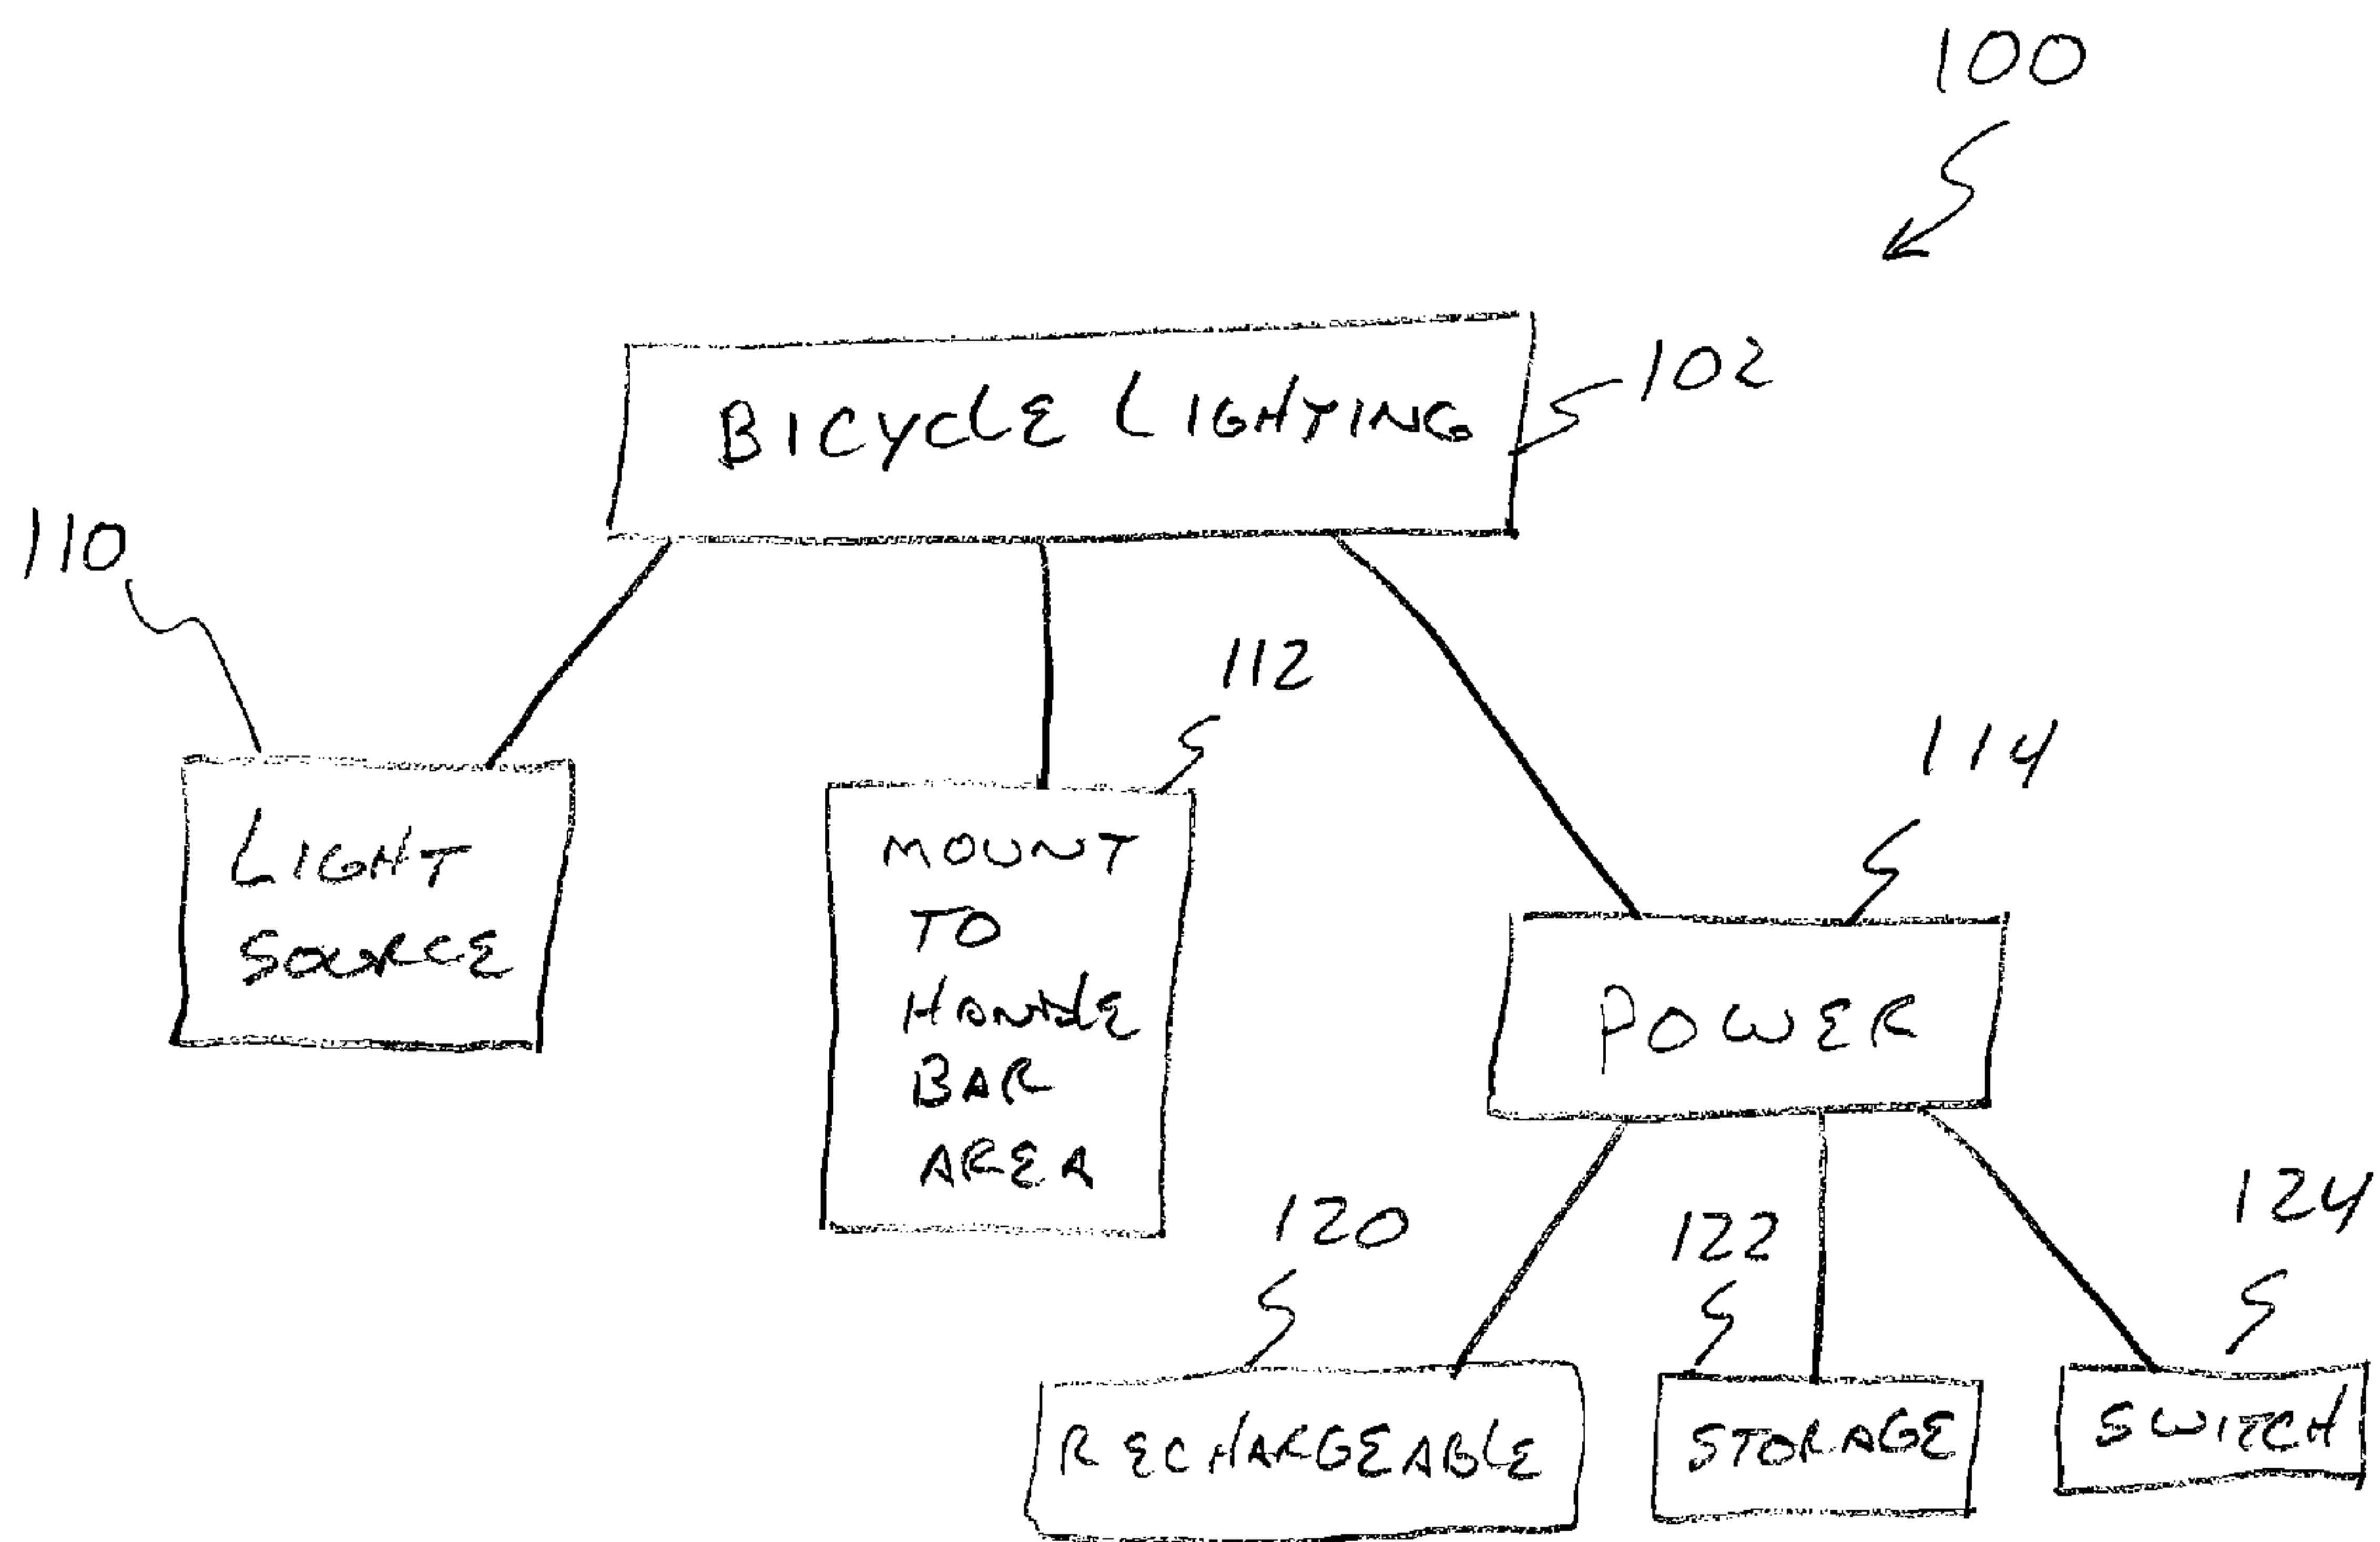 100
BICYCLE LIGHTING
102
110
112
114
LIGHT
SOURCE
MOUNT
TO
HANDLE
BAR
AREA
POWER
120
122
124
RECHARGEABLE
STORAGE
SWITCH